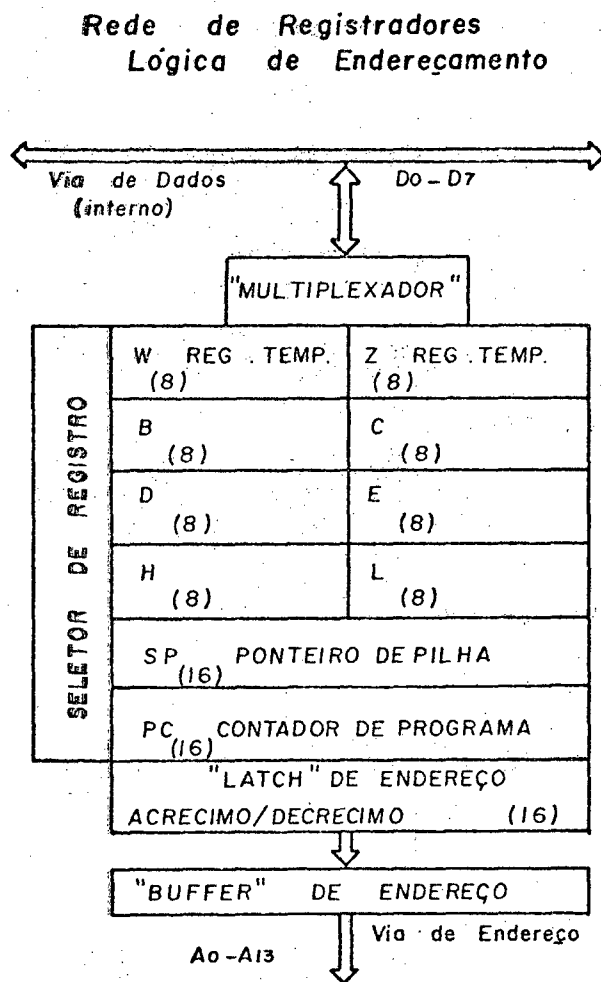 Rede de Registradores
Lógica de Endereçamento
Via de Dados
(interno)
D0-D7
"MULTIPLEXADOR"
SELETOR DE REGISTRO
W REG. TEMP.
(8)
Z REG. TEMP.
(8)
B
(8)
C
(8)
D
(8)
E
(8)
H
(8)
L
(8)
SP (16) PONTEIRO DE PILHA
PC (16) CONTADOR DE PROGRAMA
"LATCH" DE ENDEREÇO
ACRECIMO/DECRECIMO (16)
"BUFFER" DE ENDEREÇO
Via de Endereço
A0-A13